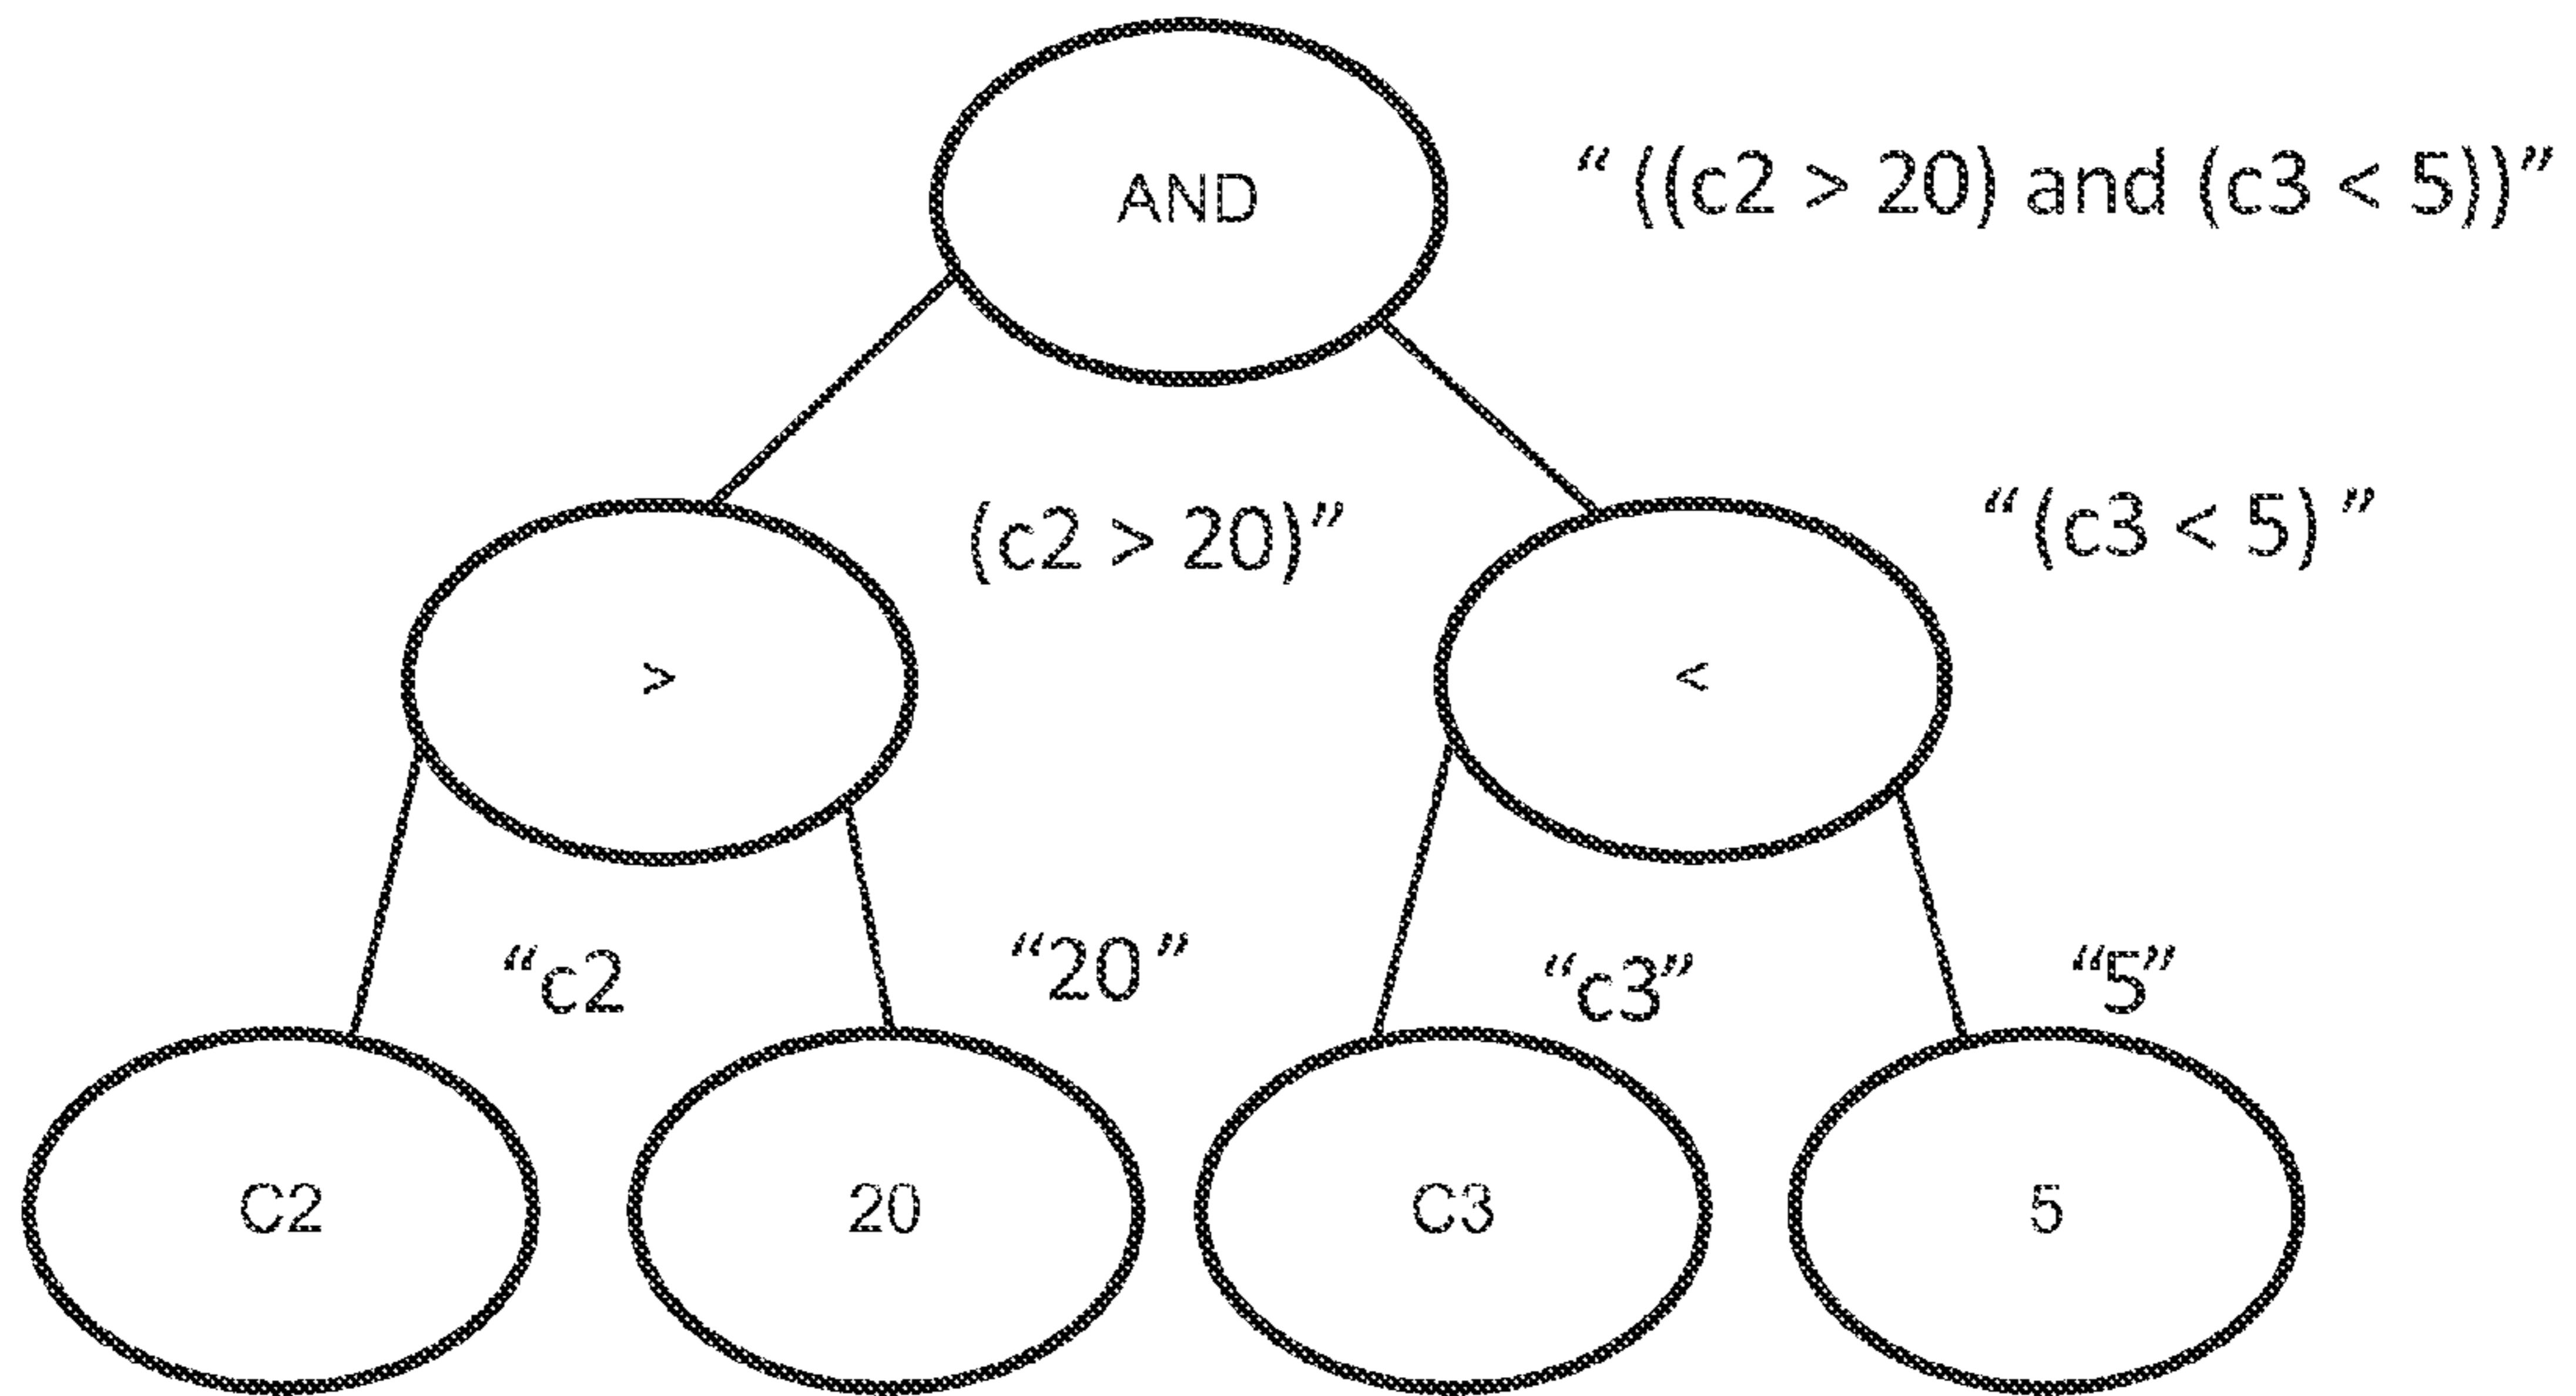 AND
“ ((c2 > 20) and (c3 < 5))”
(c2 > 20)”
“(c3 < 5) ”
>
<
“c2
“20”
“c3”
“5”
C2
20
C3
5